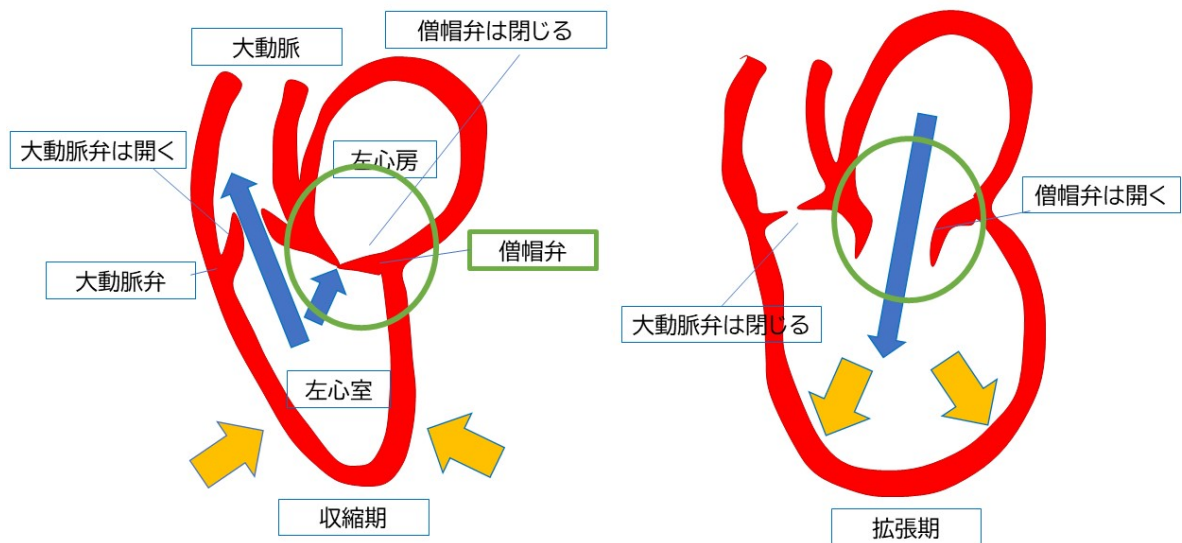 大動脈
僧帽弁は閉じる
大動脈弁は開く
左心房
僧帽弁
大動脈弁
左心室
収縮期
僧帽弁は開く
大動脈弁は閉じる
拡張期